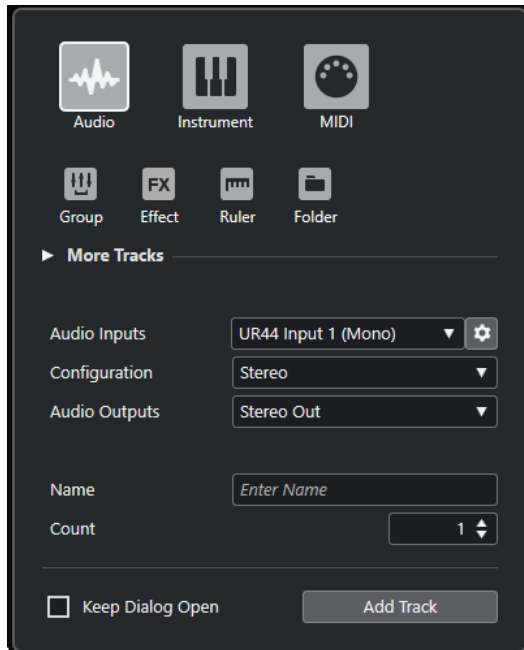 Audio Instrument MIDI
FX
Group Effect Ruler Folder
More Tracks
Audio Inputs UR44 Input 1 (Mono)
Configuration Stereo
Audio Outputs Stereo Out
Name Enter Name
Count 1
Keep Dialog Open Add Track